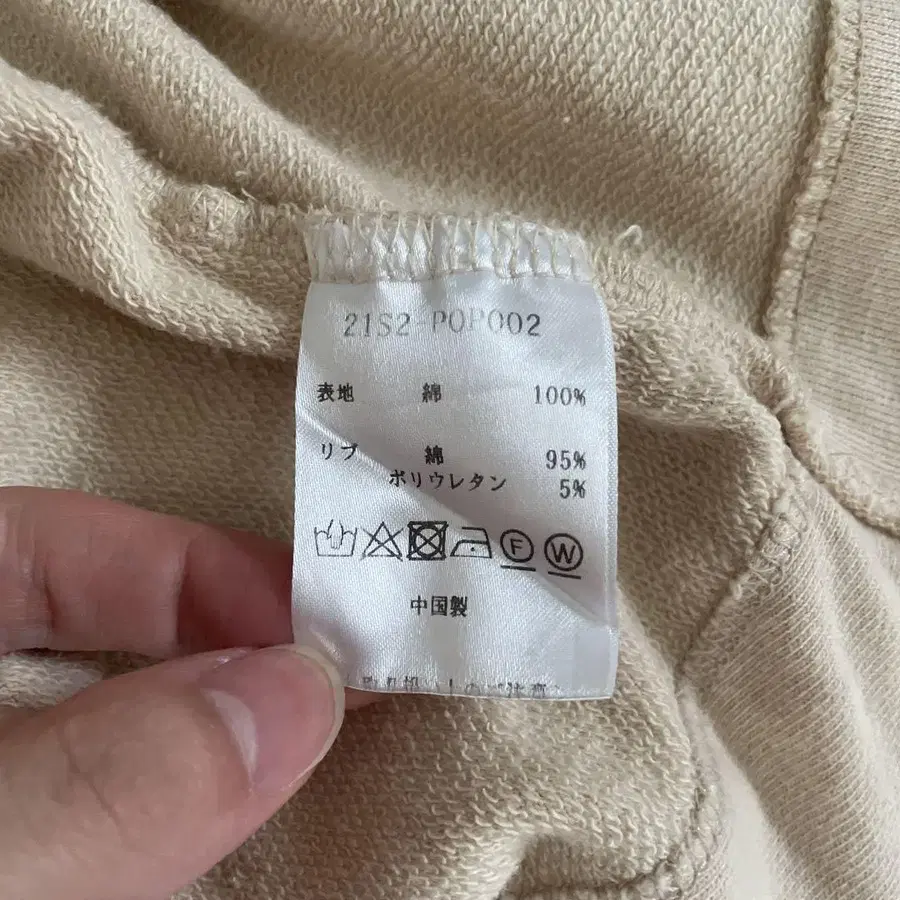 21S2-POP002
表地 綿 100%
リブ 綿 95%
ポリウレタン 5%
F W
中国製